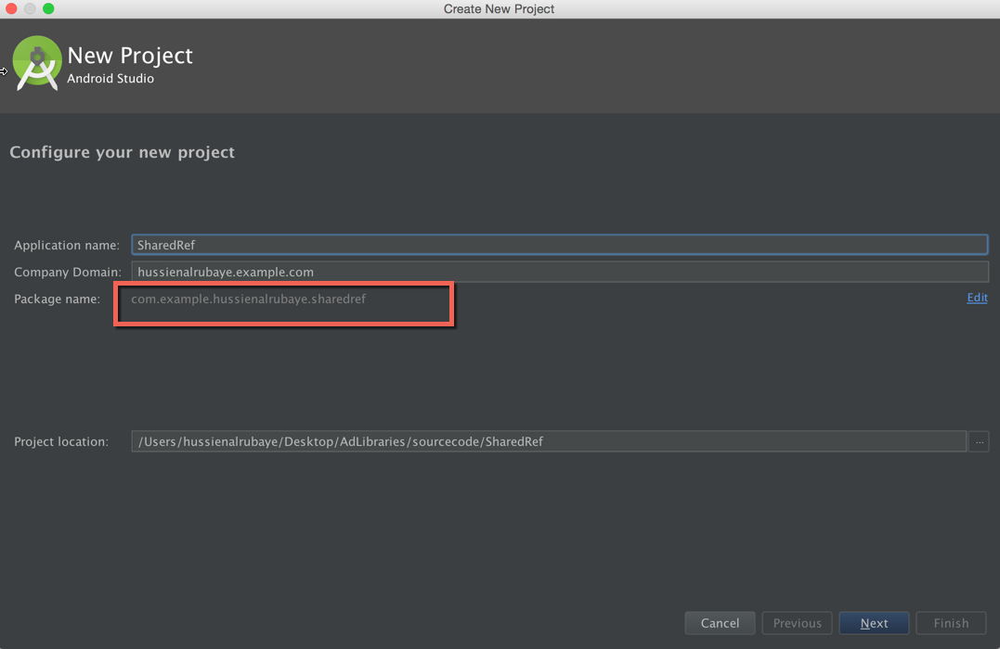 Create New Project
New Project
Android Studio
Configure your new project
Application name: SharedRef
Company Domain: hussienalrubaye.example.com
Package name: com.example.hussienalrubaye.sharedref Edit
Project location: /Users/hussienalrubaye/Desktop/AdLibraries/sourcecode/SharedRef ...
Cancel Previous Next Finish